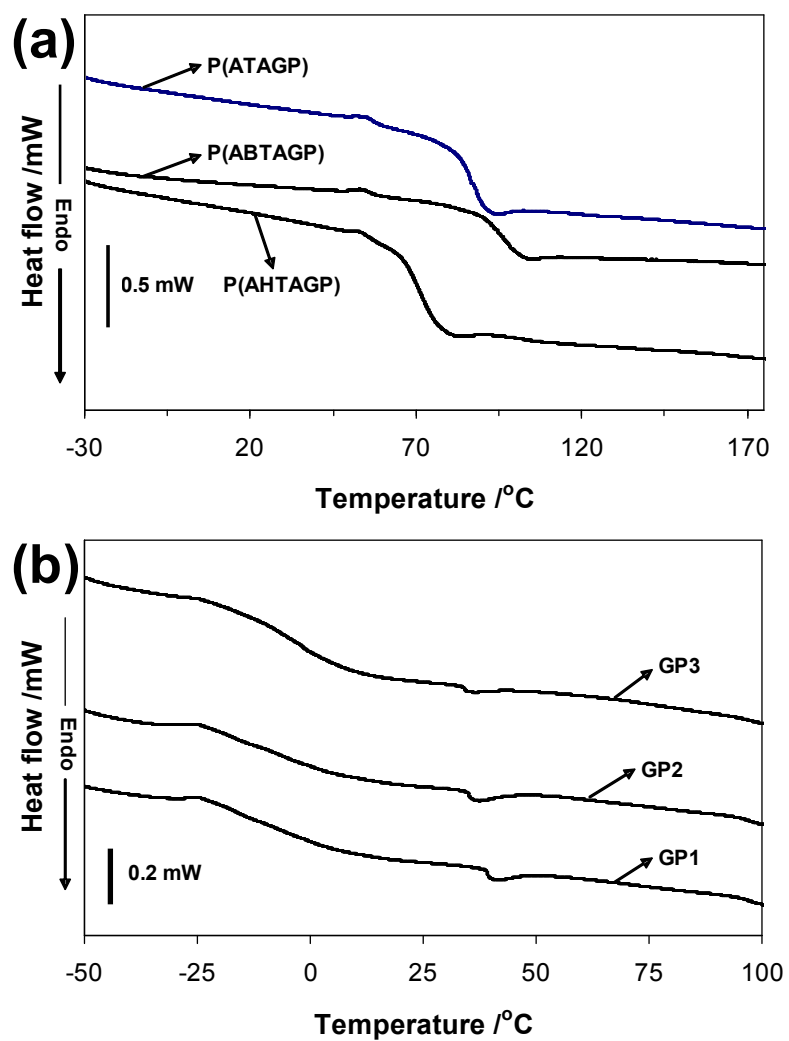 (a)
P(ATAGP)
P(ABTAGP)
P(AHTAGP)
Heat flow /mW
Endo
0.5 mW
-30 20 70 120 170
Temperature /°C
(b)
GP3
GP2
GP1
Heat flow /mW
Endo
0.2 mW
-50 -25 0 25 50 75 100
Temperature /°C